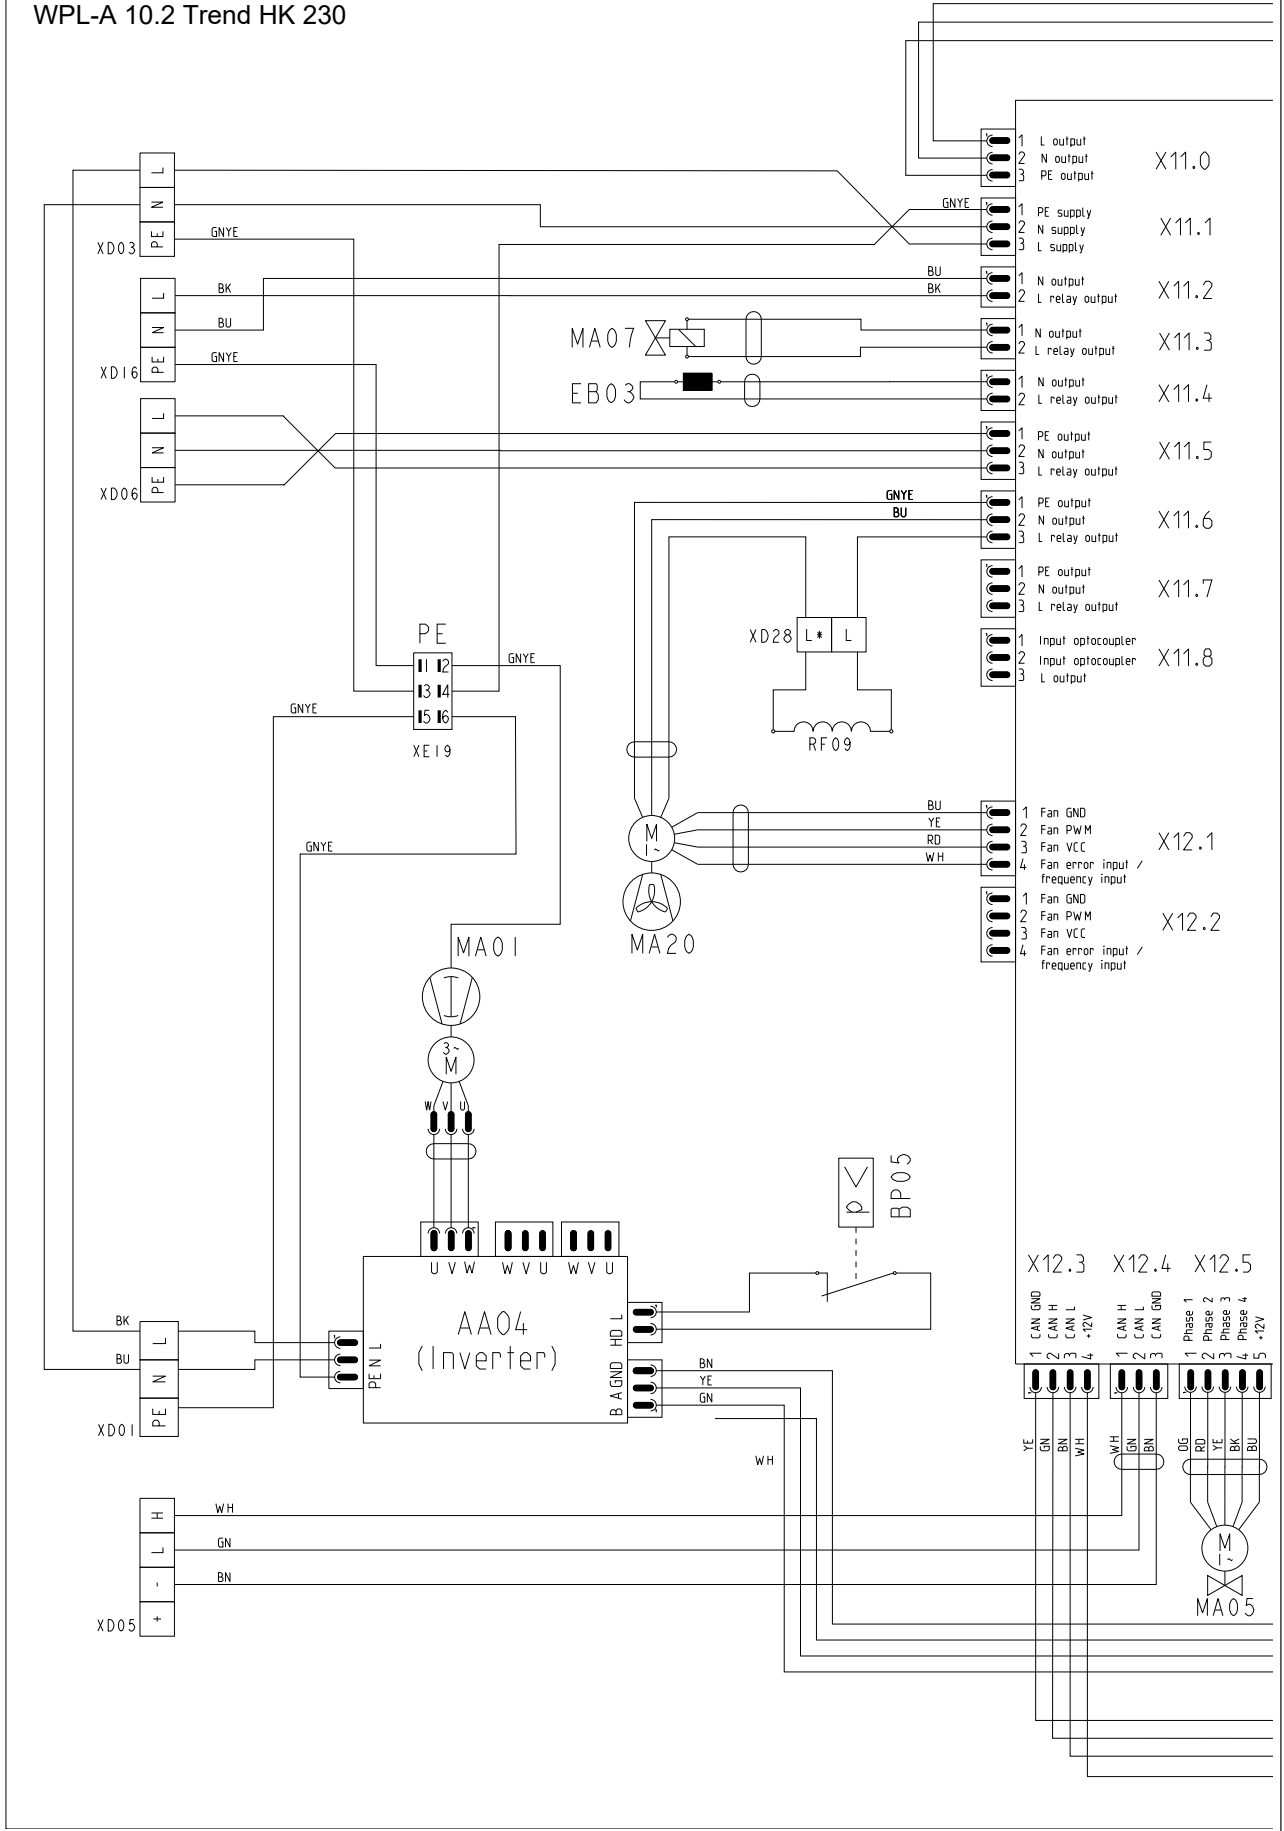 WPL-A 10.2 Trend HK 230
1 L output
2 N output
3 PE output
X11.0
L
N
PE
XD03
GNYE
GNYE
1 PE supply
2 N supply
3 L supply
X11.1
L
N
PE
XD16
BK
BU
GNYE
BU
BK
1 N output
2 L relay output
X11.2
MA07
1 N output
2 L relay output
X11.3
EB03
1 N output
2 L relay output
X11.4
L
N
PE
XD06
1 PE output
2 N output
3 L relay output
X11.5
GNYE
BU
1 PE output
2 N output
3 L relay output
X11.6
1 PE output
2 N output
3 L relay output
X11.7
XD28
L*
L
RF09
1 Input optocoupler
2 Input optocoupler
3 L output
X11.8
PE
1 2
3 4
5 6
XE19
GNYE
GNYE
GNYE
M
1~
MA20
BU
YE
RD
WH
1 Fan GND
2 Fan PWM
3 Fan VCC
4 Fan error input /
frequency input
X12.1
1 Fan GND
2 Fan PWM
3 Fan VCC
4 Fan error input /
frequency input
X12.2
MA01
3~
M
W V U
U V W
W V U
W V U
AA04
(Inverter)
PE N L
HD L
B A GND
p<
BP05
BK
BU
L
N
PE
XD01
BN
YE
GN
WH
X12.3
1 CAN GND
2 CAN H
3 CAN L
4 +12V
X12.4
1 CAN H
2 CAN L
3 CAN GND
X12.5
1 Phase 1
2 Phase 2
3 Phase 3
4 Phase 4
5 +12V
YE
GN
BN
WH
WH
GN
BN
OG
RD
YE
BK
BU
M
1~
MA05
H
L
-
+
XD05
WH
GN
BN